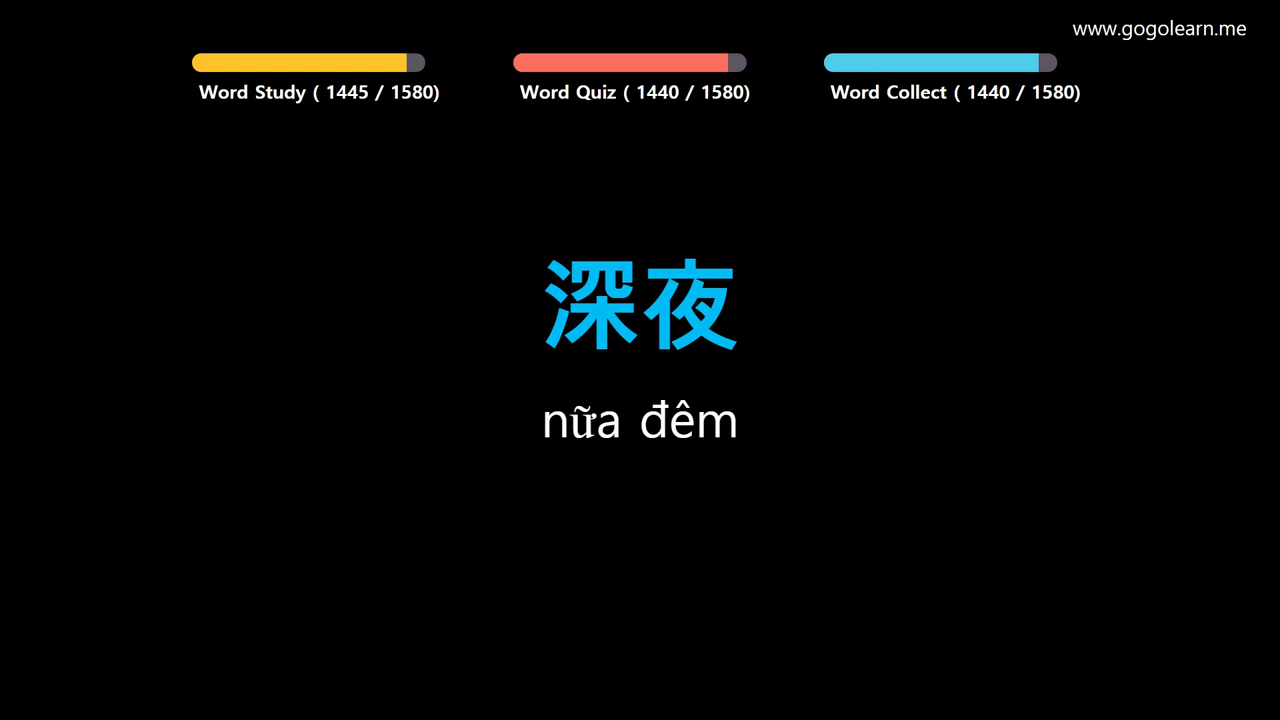 www.gogolearn.me
Word Study ( 1445 / 1580)
Word Quiz ( 1440 / 1580)
Word Collect ( 1440 / 1580)
深夜
nữa đêm